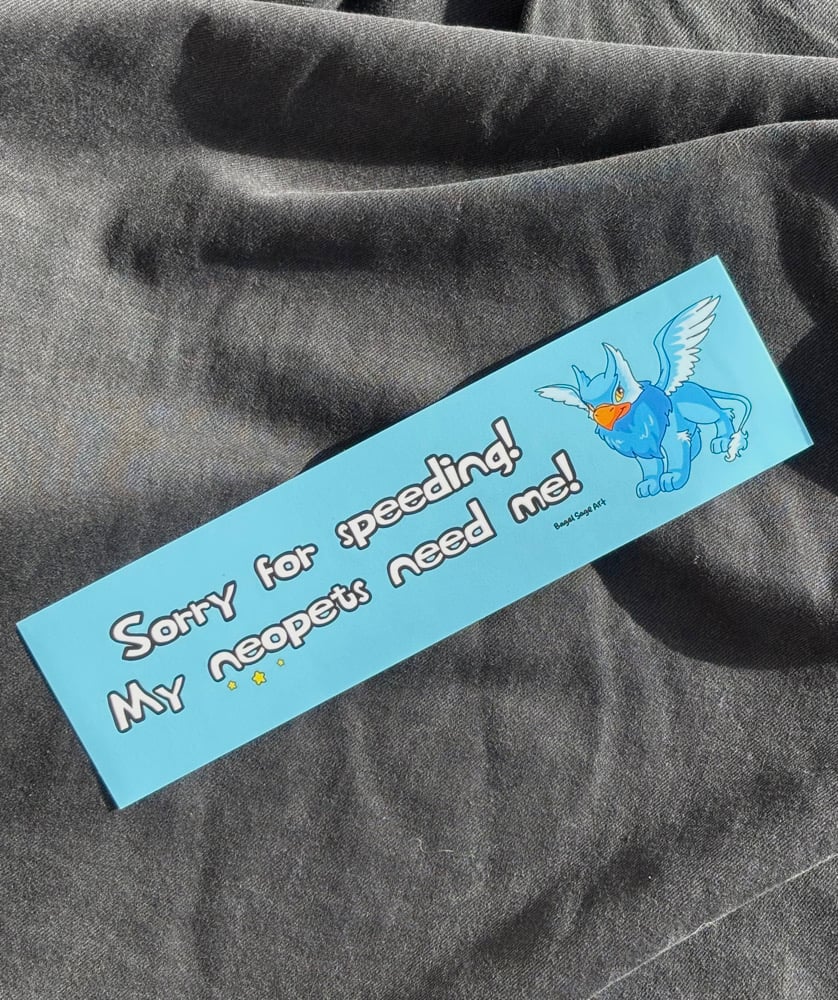 Sorry for speeding!
My neopets need me!
Bagel Sage Art